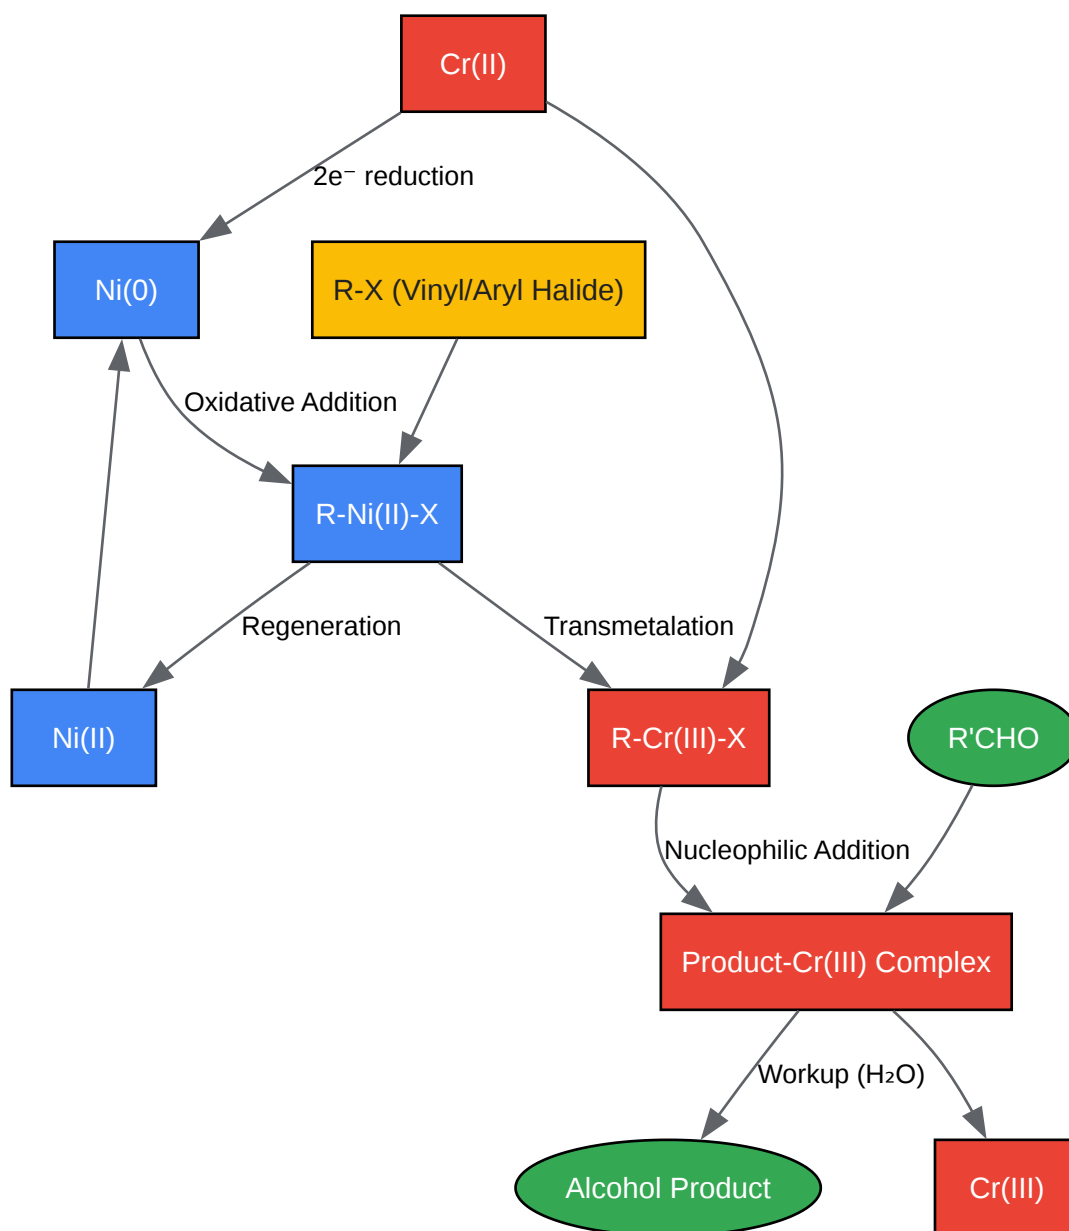 Cr(II)
2e⁻ reduction
Ni(0)
R-X (Vinyl/Aryl Halide)
Oxidative Addition
R-Ni(II)-X
Regeneration
Transmetalation
Ni(II)
R-Cr(III)-X
R'CHO
Nucleophilic Addition
Product-Cr(III) Complex
Workup (H₂O)
Alcohol Product
Cr(III)